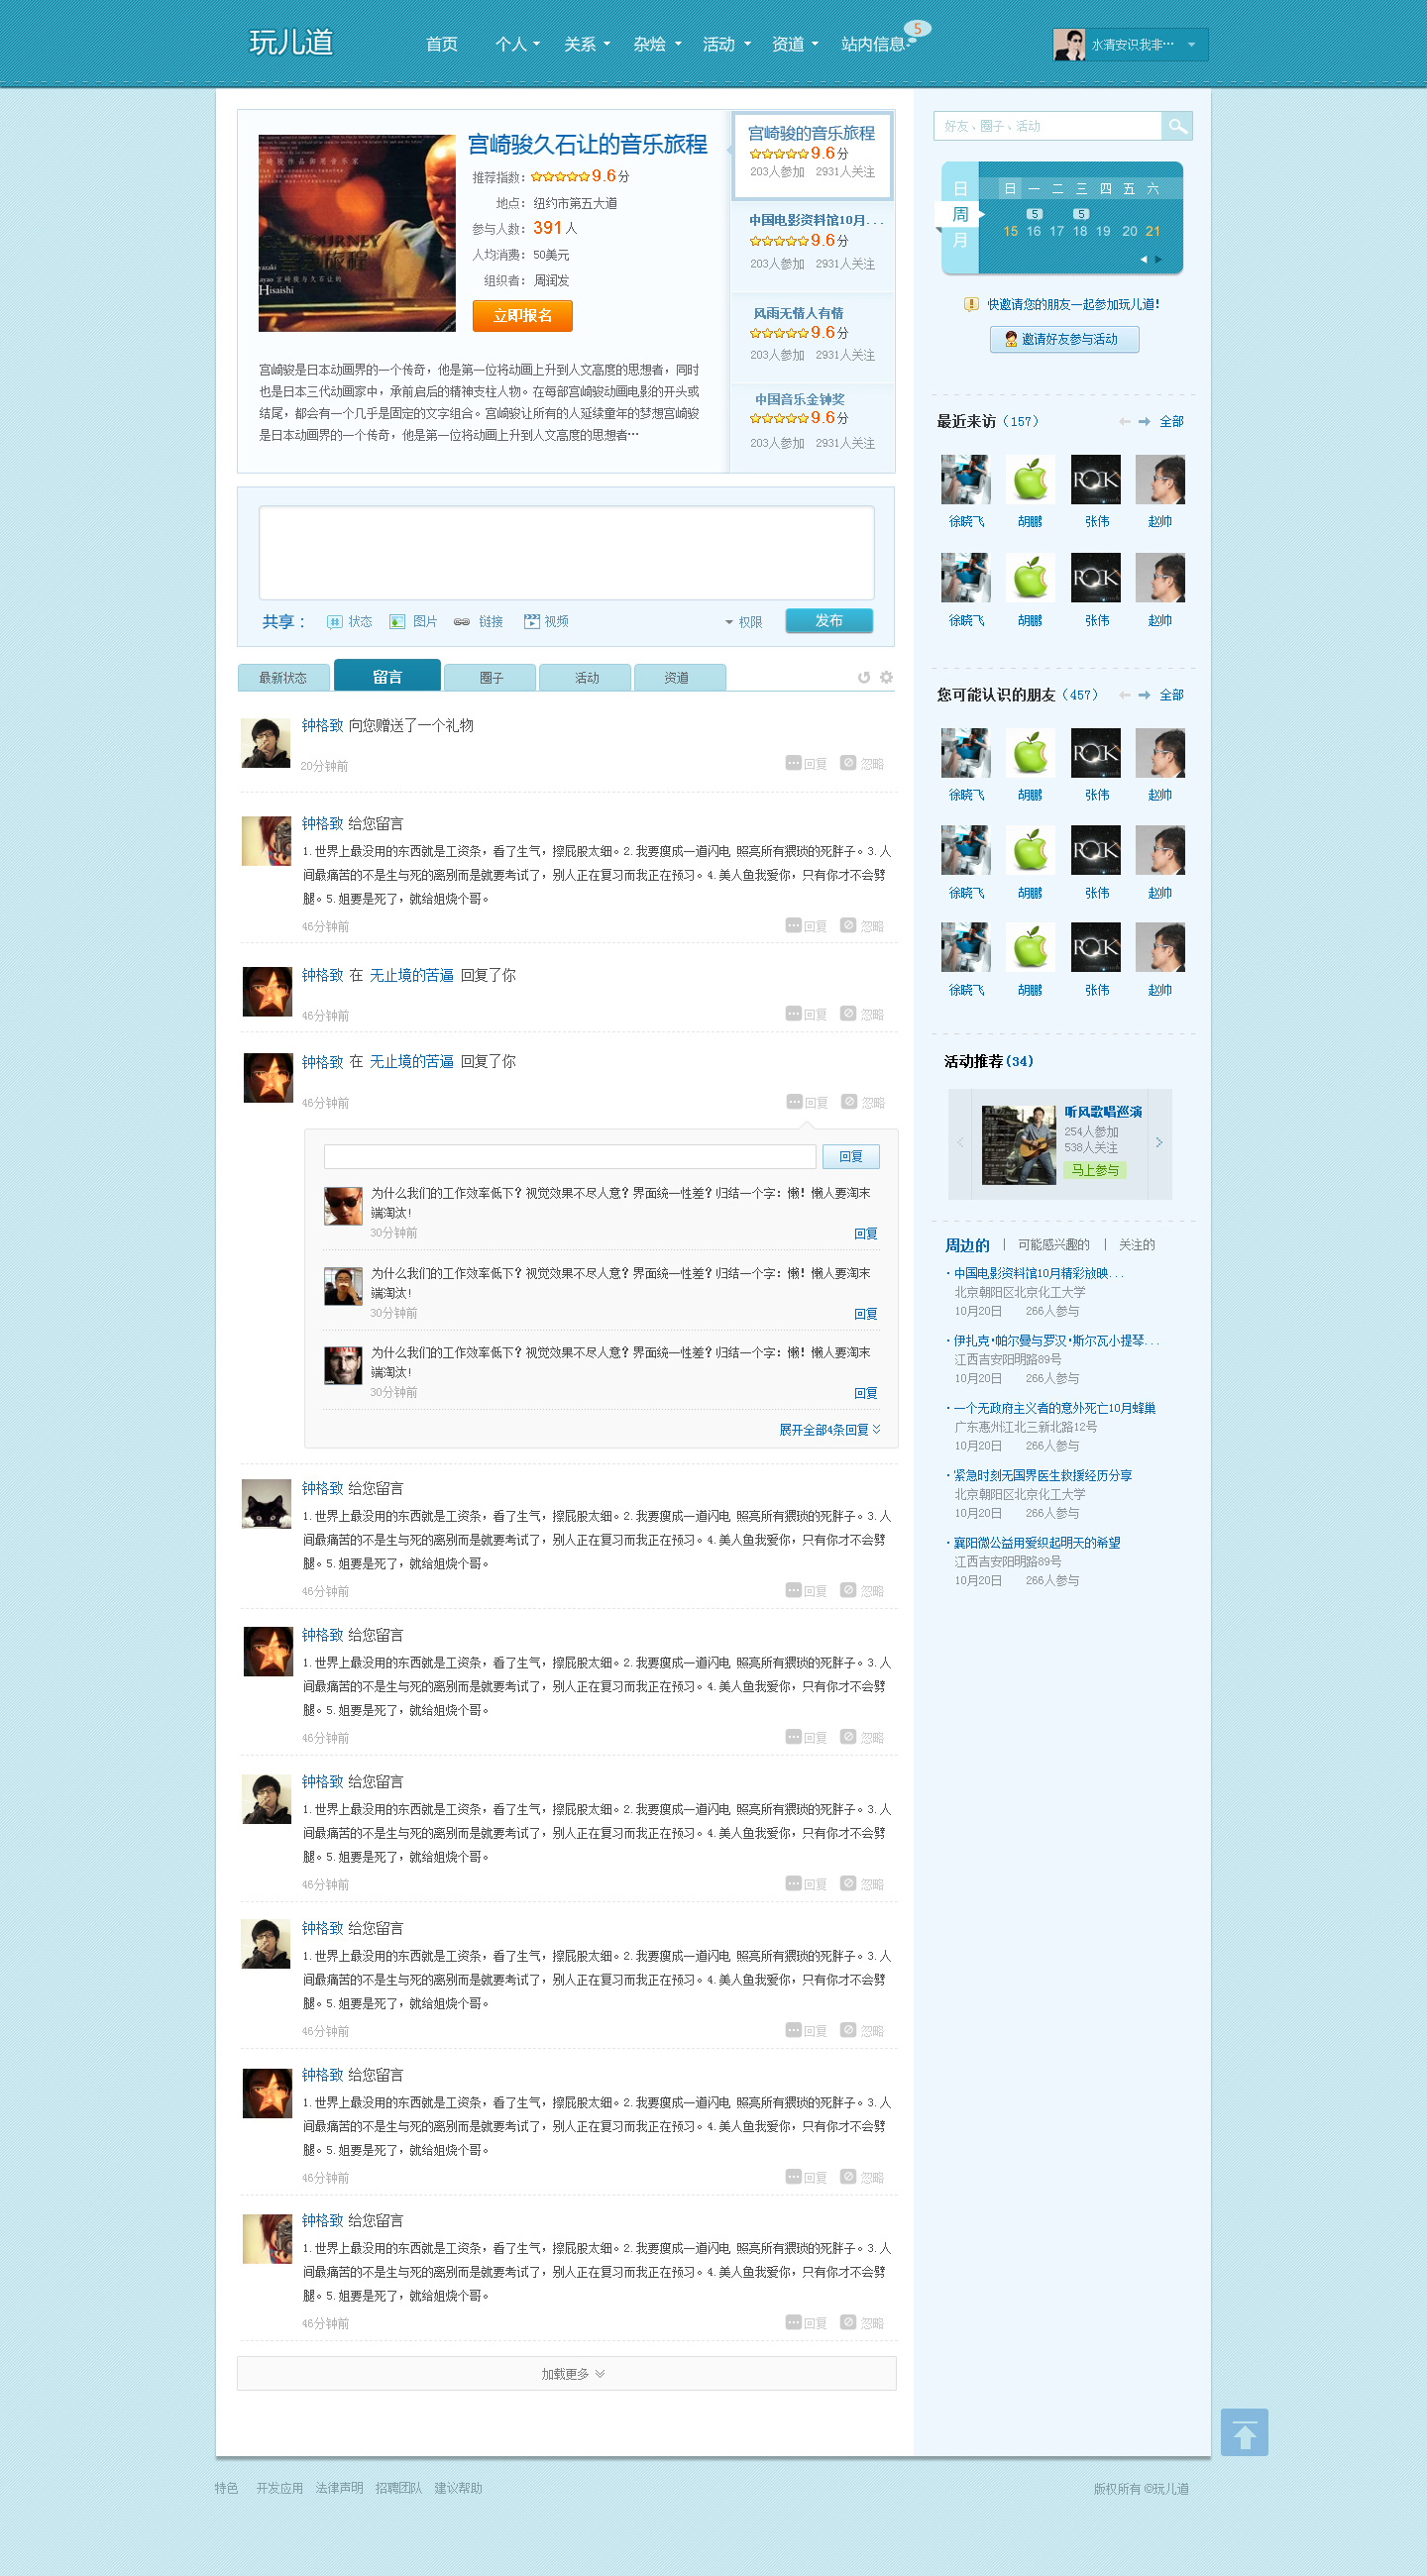 玩儿道
首页 个人 关系 杂烩 活动 资道 站内信息 5
水清安识我非…
宫崎骏久石让的音乐旅程
推荐指数: 9.6分
地点: 纽约市第五大道
参与人数: 391 人
人均消费: 50美元
组织者: 周润发
立即报名
宫崎骏是日本动画界的一个传奇，他是第一位将动画上升到人文高度的思想者，同时
也是日本三代动画家中，承前启后的精神支柱人物。在每部宫崎骏动画电影的开头或
结尾，都会有一个几乎是固定的文字组合。宫崎骏让所有的人延续童年的梦想宫崎骏
是日本动画界的一个传奇，他是第一位将动画上升到人文高度的思想者…
宫崎骏的音乐旅程
9.6分
203人参加 2931人关注
中国电影资料馆10月...
9.6分
203人参加 2931人关注
风雨无情人有情
9.6分
203人参加 2931人关注
中国音乐金钟奖
9.6分
203人参加 2931人关注
共享： 状态 图片 链接 视频 权限 发布
最新状态 留言 圈子 活动 资道
钟格致 向您赠送了一个礼物
20分钟前 回复 忽略
钟格致 给您留言
1.世界上最没用的东西就是工资条，看了生气，擦屁股太细。2.我要瘦成一道闪电 照亮所有猥琐的死胖子。3.人
间最痛苦的不是生与死的离别而是就要考试了，别人正在复习而我正在预习。4.美人鱼我爱你，只有你才不会劈
腿。5.姐要是死了，就给姐烧个哥。
46分钟前 回复 忽略
钟格致 在 无止境的苦逼 回复了你
46分钟前 回复 忽略
钟格致 在 无止境的苦逼 回复了你
46分钟前 回复 忽略
回复
为什么我们的工作效率低下？视觉效果不尽人意？界面统一性差？归结一个字：懒！懒人要淘末
端淘汰!
30分钟前 回复
为什么我们的工作效率低下？视觉效果不尽人意？界面统一性差？归结一个字：懒！懒人要淘末
端淘汰!
30分钟前 回复
为什么我们的工作效率低下？视觉效果不尽人意？界面统一性差？归结一个字：懒！懒人要淘末
端淘汰!
30分钟前 回复
展开全部4条回复
钟格致 给您留言
1.世界上最没用的东西就是工资条，看了生气，擦屁股太细。2.我要瘦成一道闪电 照亮所有猥琐的死胖子。3.人
间最痛苦的不是生与死的离别而是就要考试了，别人正在复习而我正在预习。4.美人鱼我爱你，只有你才不会劈
腿。5.姐要是死了，就给姐烧个哥。
46分钟前 回复 忽略
钟格致 给您留言
1.世界上最没用的东西就是工资条，看了生气，擦屁股太细。2.我要瘦成一道闪电 照亮所有猥琐的死胖子。3.人
间最痛苦的不是生与死的离别而是就要考试了，别人正在复习而我正在预习。4.美人鱼我爱你，只有你才不会劈
腿。5.姐要是死了，就给姐烧个哥。
46分钟前 回复 忽略
钟格致 给您留言
1.世界上最没用的东西就是工资条，看了生气，擦屁股太细。2.我要瘦成一道闪电 照亮所有猥琐的死胖子。3.人
间最痛苦的不是生与死的离别而是就要考试了，别人正在复习而我正在预习。4.美人鱼我爱你，只有你才不会劈
腿。5.姐要是死了，就给姐烧个哥。
46分钟前 回复 忽略
钟格致 给您留言
1.世界上最没用的东西就是工资条，看了生气，擦屁股太细。2.我要瘦成一道闪电 照亮所有猥琐的死胖子。3.人
间最痛苦的不是生与死的离别而是就要考试了，别人正在复习而我正在预习。4.美人鱼我爱你，只有你才不会劈
腿。5.姐要是死了，就给姐烧个哥。
46分钟前 回复 忽略
钟格致 给您留言
1.世界上最没用的东西就是工资条，看了生气，擦屁股太细。2.我要瘦成一道闪电 照亮所有猥琐的死胖子。3.人
间最痛苦的不是生与死的离别而是就要考试了，别人正在复习而我正在预习。4.美人鱼我爱你，只有你才不会劈
腿。5.姐要是死了，就给姐烧个哥。
46分钟前 回复 忽略
钟格致 给您留言
1.世界上最没用的东西就是工资条，看了生气，擦屁股太细。2.我要瘦成一道闪电 照亮所有猥琐的死胖子。3.人
间最痛苦的不是生与死的离别而是就要考试了，别人正在复习而我正在预习。4.美人鱼我爱你，只有你才不会劈
腿。5.姐要是死了，就给姐烧个哥。
46分钟前 回复 忽略
加载更多
好友、圈子、活动
日
周
月
日 一 二 三 四 五 六
5 5
15 16 17 18 19 20 21
快邀请您的朋友一起参加玩儿道!
邀请好友参与活动
最近来访（157） 全部
徐晓飞 胡鹏 张伟 赵帅
徐晓飞 胡鹏 张伟 赵帅
您可能认识的朋友（457） 全部
徐晓飞 胡鹏 张伟 赵帅
徐晓飞 胡鹏 张伟 赵帅
徐晓飞 胡鹏 张伟 赵帅
活动推荐(34)
听风歌唱巡演
254人参加
538人关注
马上参与
周边的 | 可能感兴趣的 | 关注的
·中国电影资料馆10月精彩放映...
北京朝阳区北京化工大学
10月20日 266人参与
·伊扎克·帕尔曼与罗汉·斯尔瓦小提琴...
江西吉安阳明路89号
10月20日 266人参与
·一个无政府主义者的意外死亡10月蜂巢
广东惠州江北三新北路12号
10月20日 266人参与
·紧急时刻无国界医生救援经历分享
北京朝阳区北京化工大学
10月20日 266人参与
·襄阳微公益用爱织起明天的希望
江西吉安阳明路89号
10月20日 266人参与
特色 开发应用 法律声明 招聘团队 建议帮助
版权所有 ©玩儿道